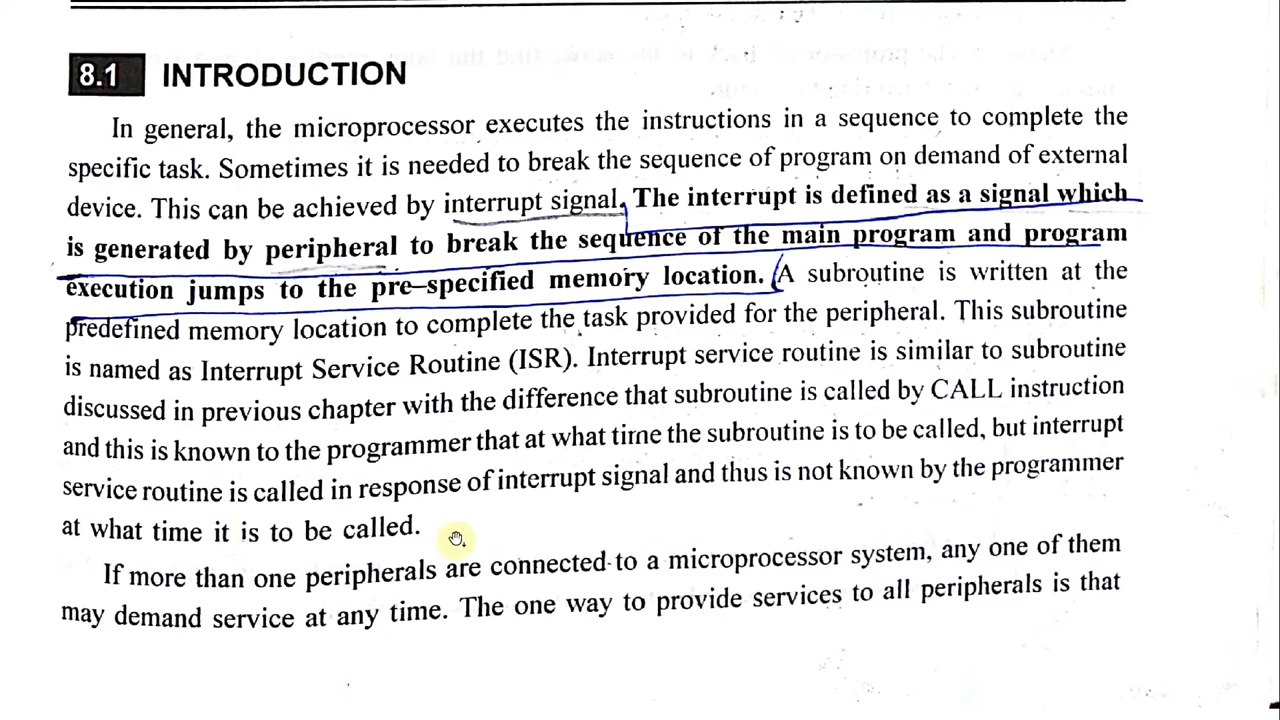 8.1 INTRODUCTION
In general, the microprocessor executes the instructions in a sequence to complete the
specific task. Sometimes it is needed to break the sequence of program on demand of external
device. This can be achieved by interrupt signal. The interrupt is defined as a signal which
is generated by peripheral to break the sequence of the main program and program
execution jumps to the pre–specified memory location. A subroutine is written at the
predefined memory location to complete the task provided for the peripheral. This subroutine
is named as Interrupt Service Routine (ISR). Interrupt service routine is similar to subroutine
discussed in previous chapter with the difference that subroutine is called by CALL instruction
and this is known to the programmer that at what time the subroutine is to be called, but interrupt
service routine is called in response of interrupt signal and thus is not known by the programmer
at what time it is to be called.
If more than one peripherals are connected to a microprocessor system, any one of them
may demand service at any time. The one way to provide services to all peripherals is that